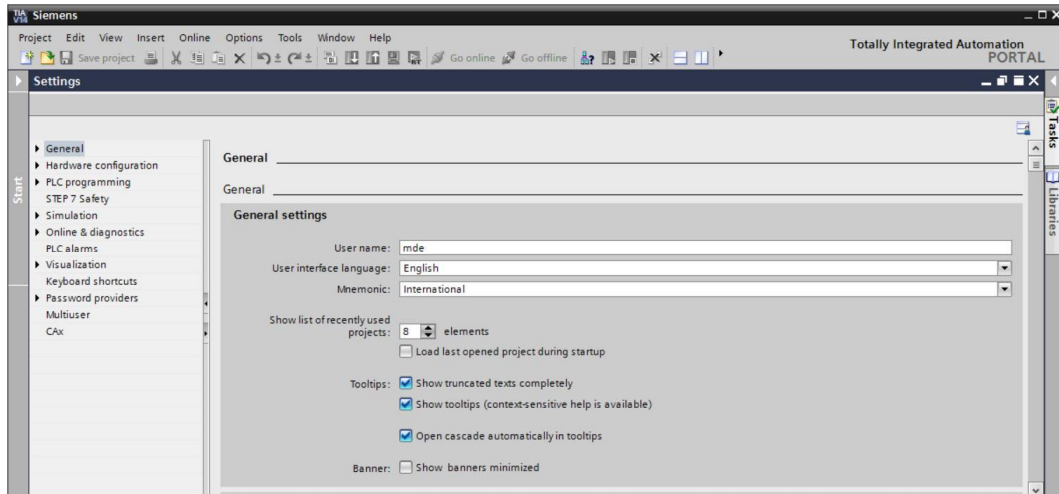 TIA
V14 Siemens
Project Edit View Insert Online Options Tools Window Help
Save project Go online Go offline
Totally Integrated Automation
PORTAL
Settings
Start
General
Hardware configuration
PLC programming
STEP 7 Safety
Simulation
Online & diagnostics
PLC alarms
Visualization
Keyboard shortcuts
Password providers
Multiuser
CAx
General
General
General settings
User name: mde
User interface language: English
Mnemonic: International
Show list of recently used
projects: 8 elements
Load last opened project during startup
Tooltips: Show truncated texts completely
Show tooltips (context-sensitive help is available)
Open cascade automatically in tooltips
Banner: Show banners minimized
Tasks
Libraries